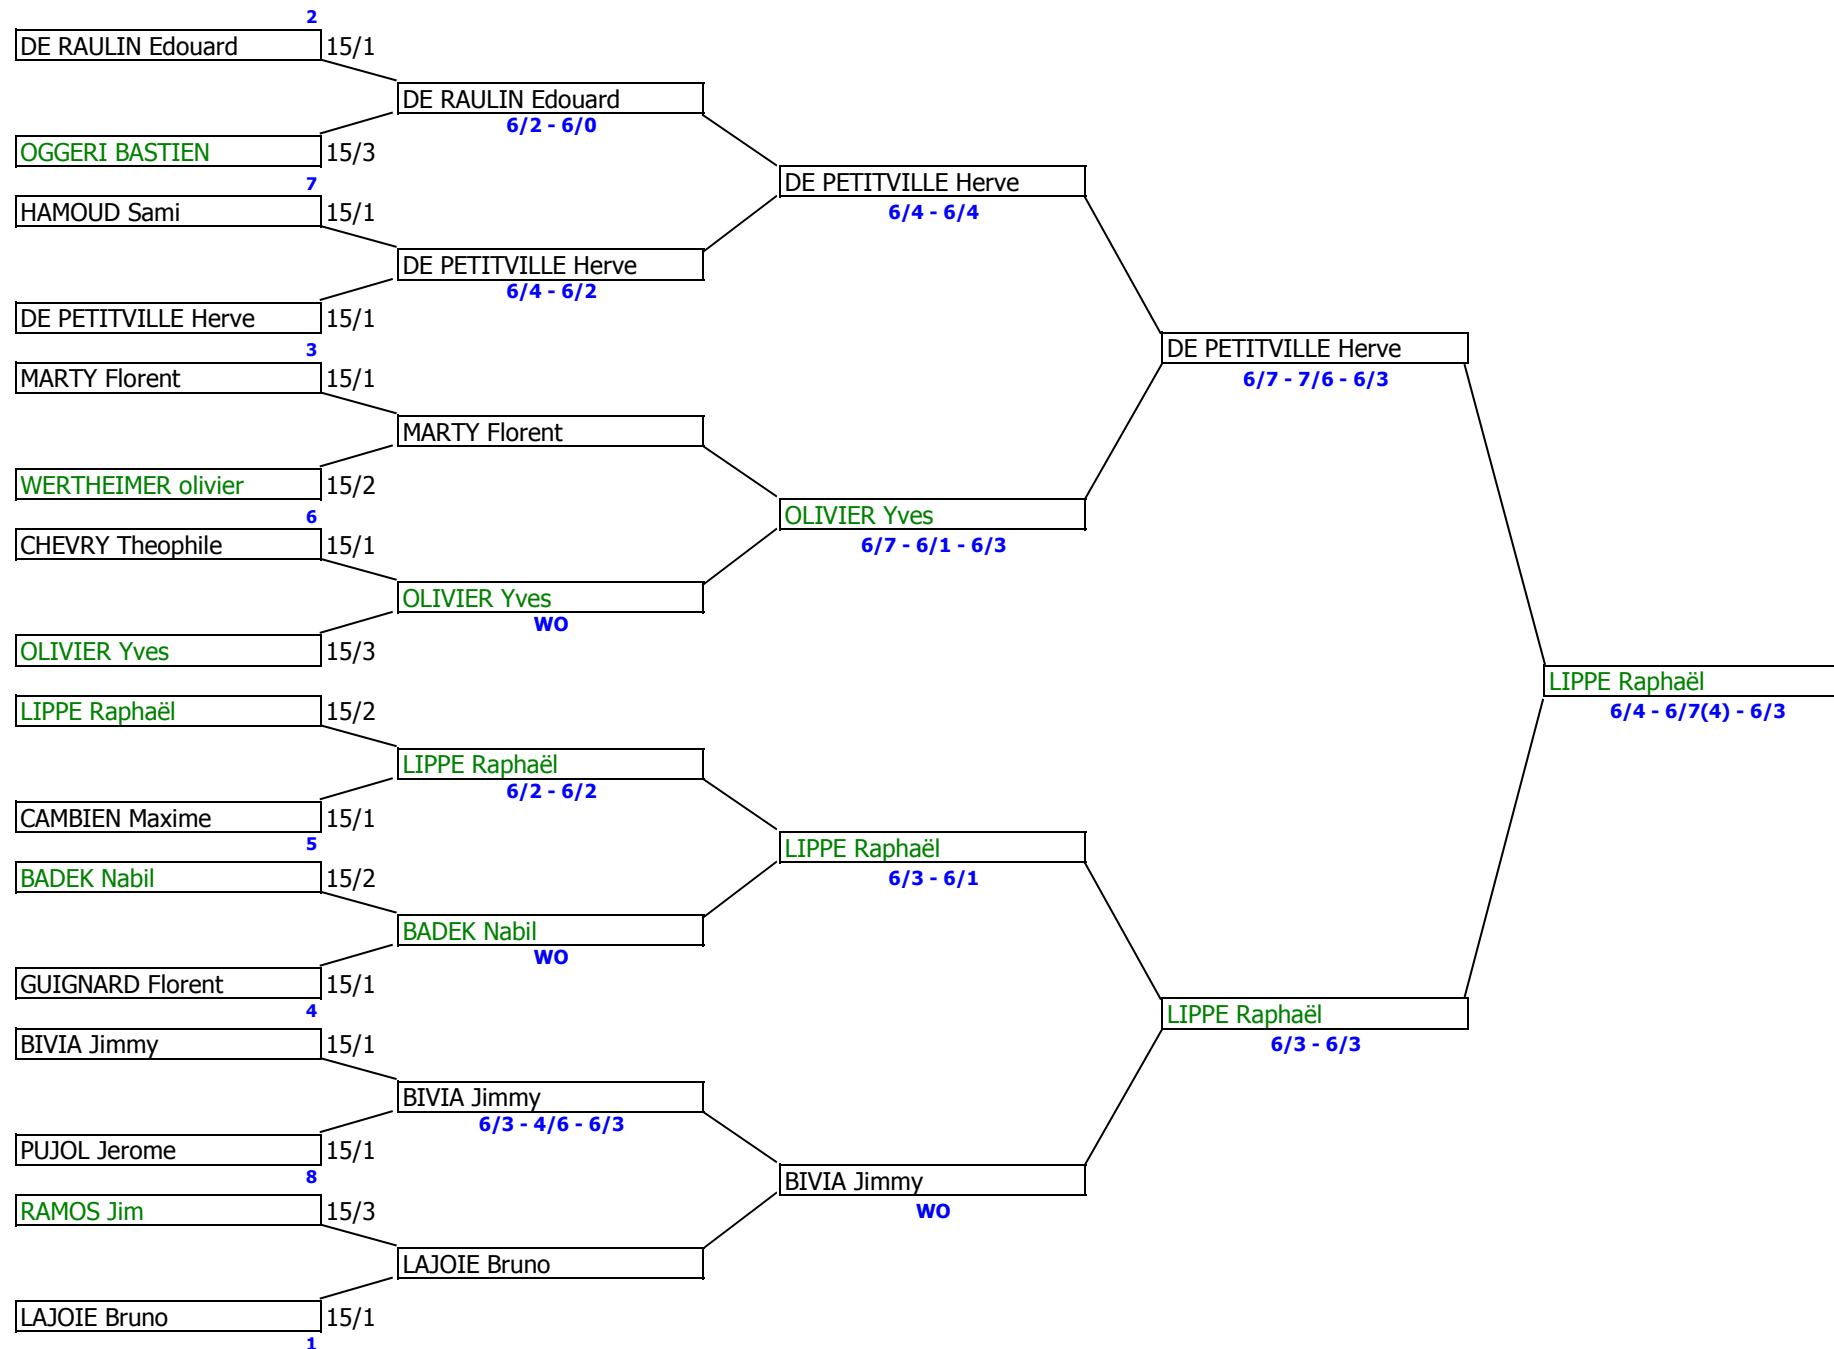 2
DE RAULIN Edouard 15/1
DE RAULIN Edouard
6/2 - 6/0
OGGERI BASTIEN 15/3
DE PETITVILLE Herve
6/4 - 6/4
7
HAMOUD Sami 15/1
DE PETITVILLE Herve
6/4 - 6/2
DE PETITVILLE Herve 15/1
DE PETITVILLE Herve
6/7 - 7/6 - 6/3
3
MARTY Florent 15/1
MARTY Florent
WERTHEIMER olivier 15/2
OLIVIER Yves
6/7 - 6/1 - 6/3
6
CHEVRY Theophile 15/1
OLIVIER Yves
WO
OLIVIER Yves 15/3
LIPPE Raphaël
6/4 - 6/7(4) - 6/3
LIPPE Raphaël 15/2
LIPPE Raphaël
6/2 - 6/2
CAMBIEN Maxime 15/1
5
LIPPE Raphaël
6/3 - 6/1
BADEK Nabil 15/2
BADEK Nabil
WO
GUIGNARD Florent 15/1
4
LIPPE Raphaël
6/3 - 6/3
BIVIA Jimmy 15/1
BIVIA Jimmy
6/3 - 4/6 - 6/3
PUJOL Jerome 15/1
8
BIVIA Jimmy
WO
RAMOS Jim 15/3
LAJOIE Bruno
LAJOIE Bruno 15/1
1